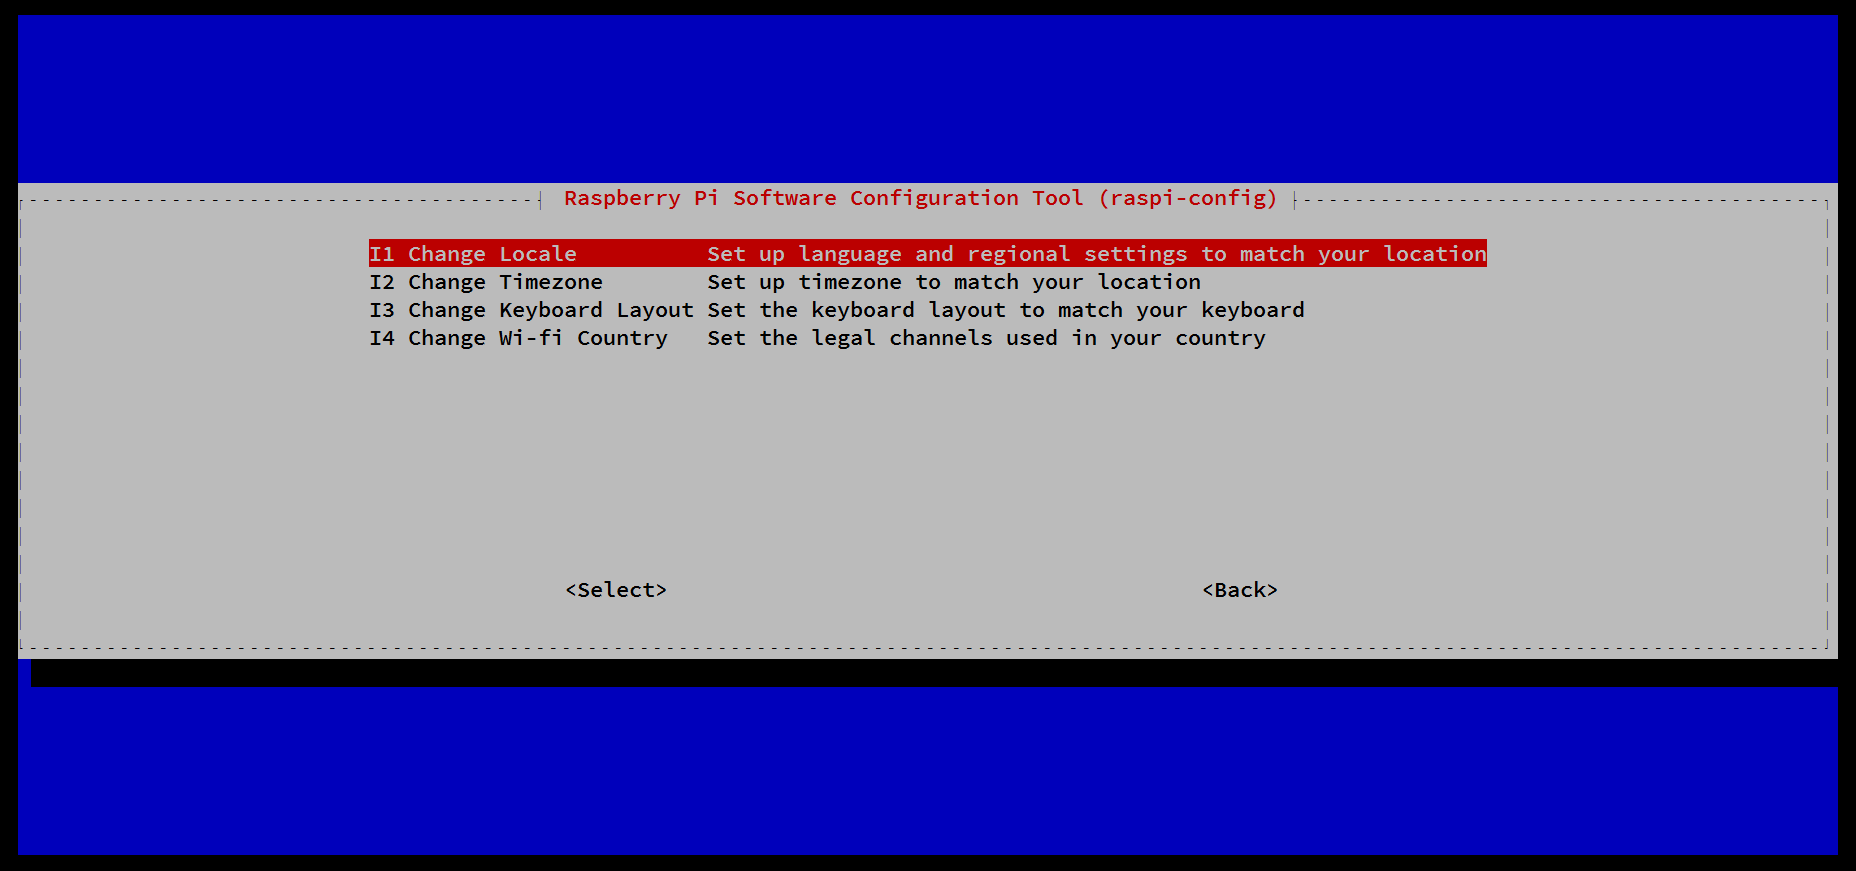 Raspberry Pi Software Configuration Tool (raspi-config)
I1 Change Locale Set up language and regional settings to match your location
I2 Change Timezone Set up timezone to match your location
I3 Change Keyboard Layout Set the keyboard layout to match your keyboard
I4 Change Wi-fi Country Set the legal channels used in your country
<Select> <Back>